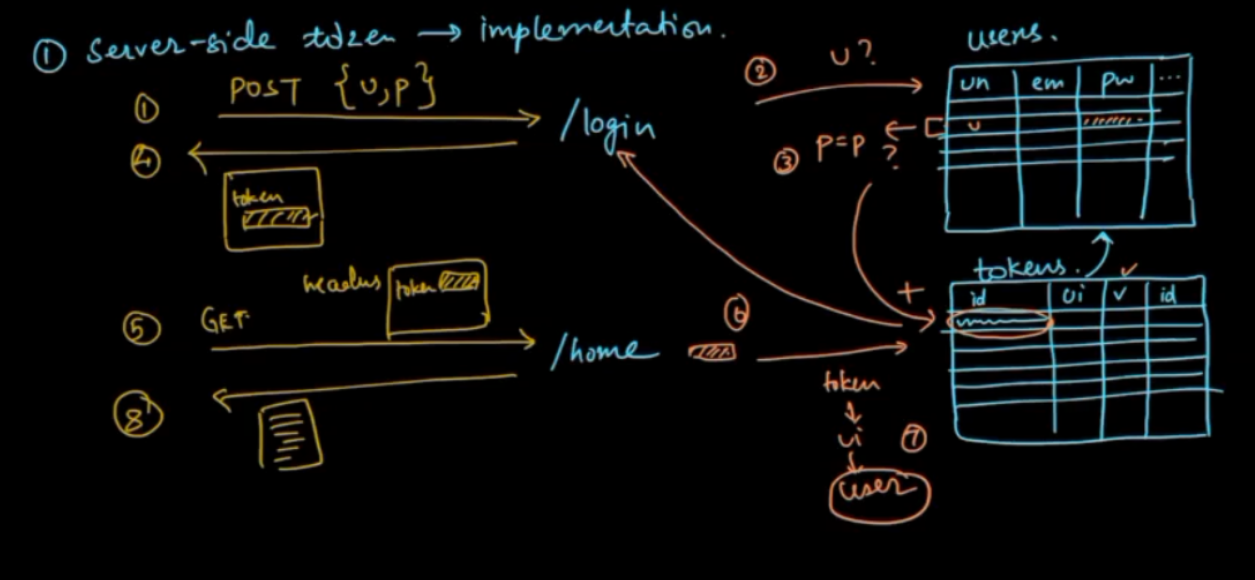 ① server-side token → implementation.
① POST {u,p}
/login
② u?
users.
un em pw ...
u
③ p=p ?
④
token
tokens.
id ui v id
+
⑤ GET
headers
token
/home
⑥
token
↓
ui ⑦
↓
user
⑧